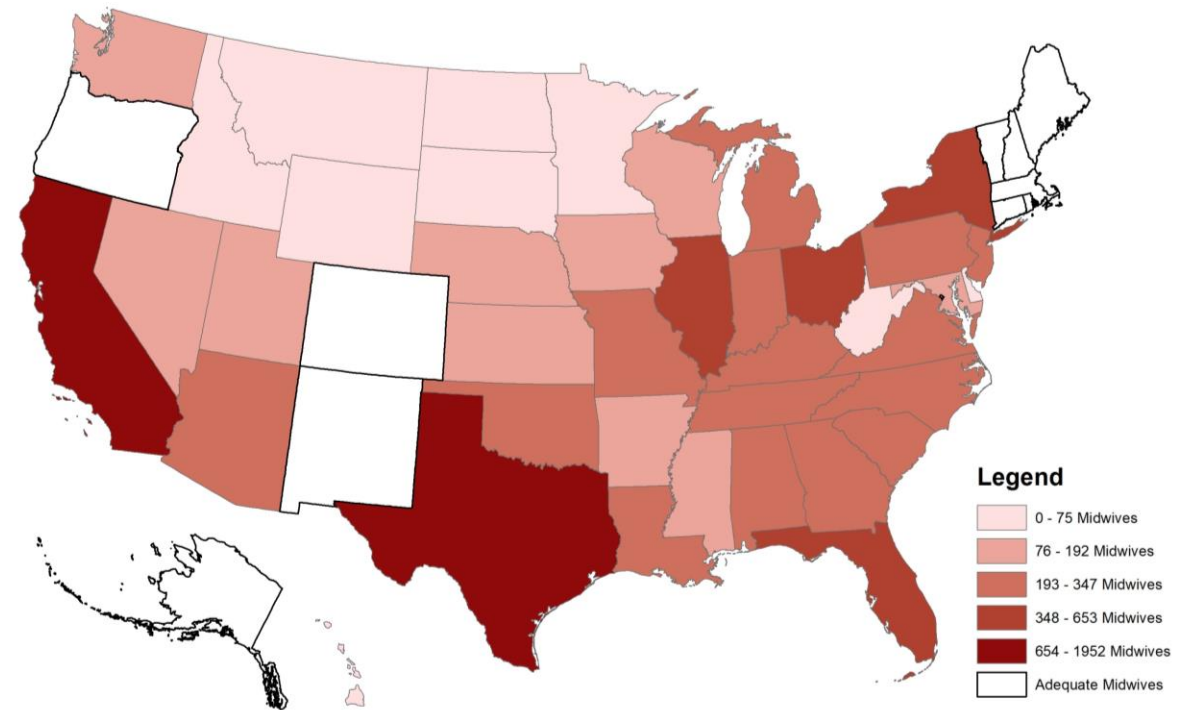 Legend
0 - 75 Midwives
76 - 192 Midwives
193 - 347 Midwives
348 - 653 Midwives
654 - 1952 Midwives
Adequate Midwives